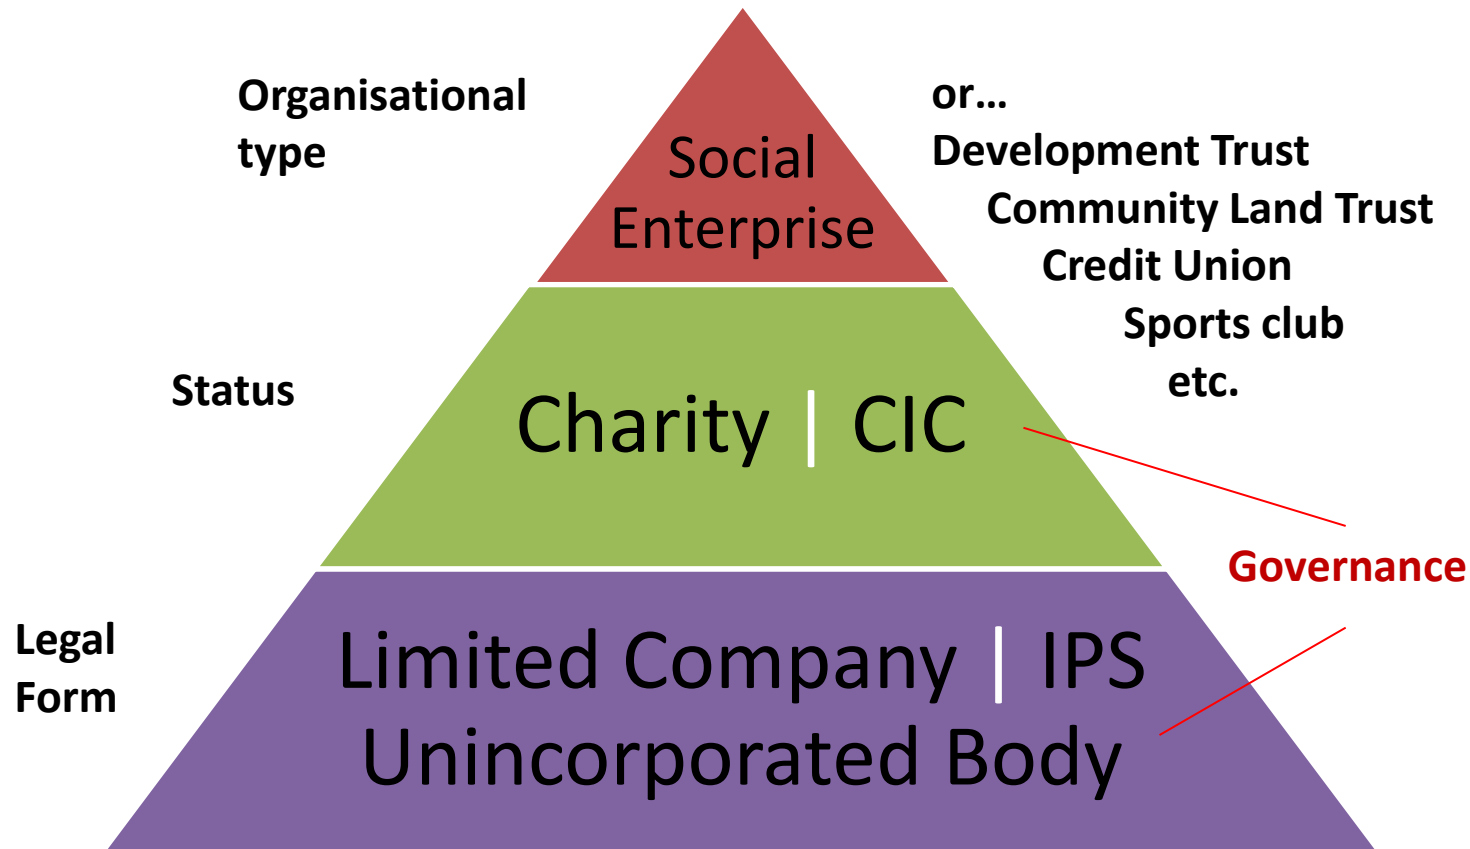 Organisational
type
Social
Enterprise
or...
Development Trust
Community Land Trust
Credit Union
Sports club
etc.
Status
Charity | CIC
Governance
Legal
Form
Limited Company | IPS
Unincorporated Body